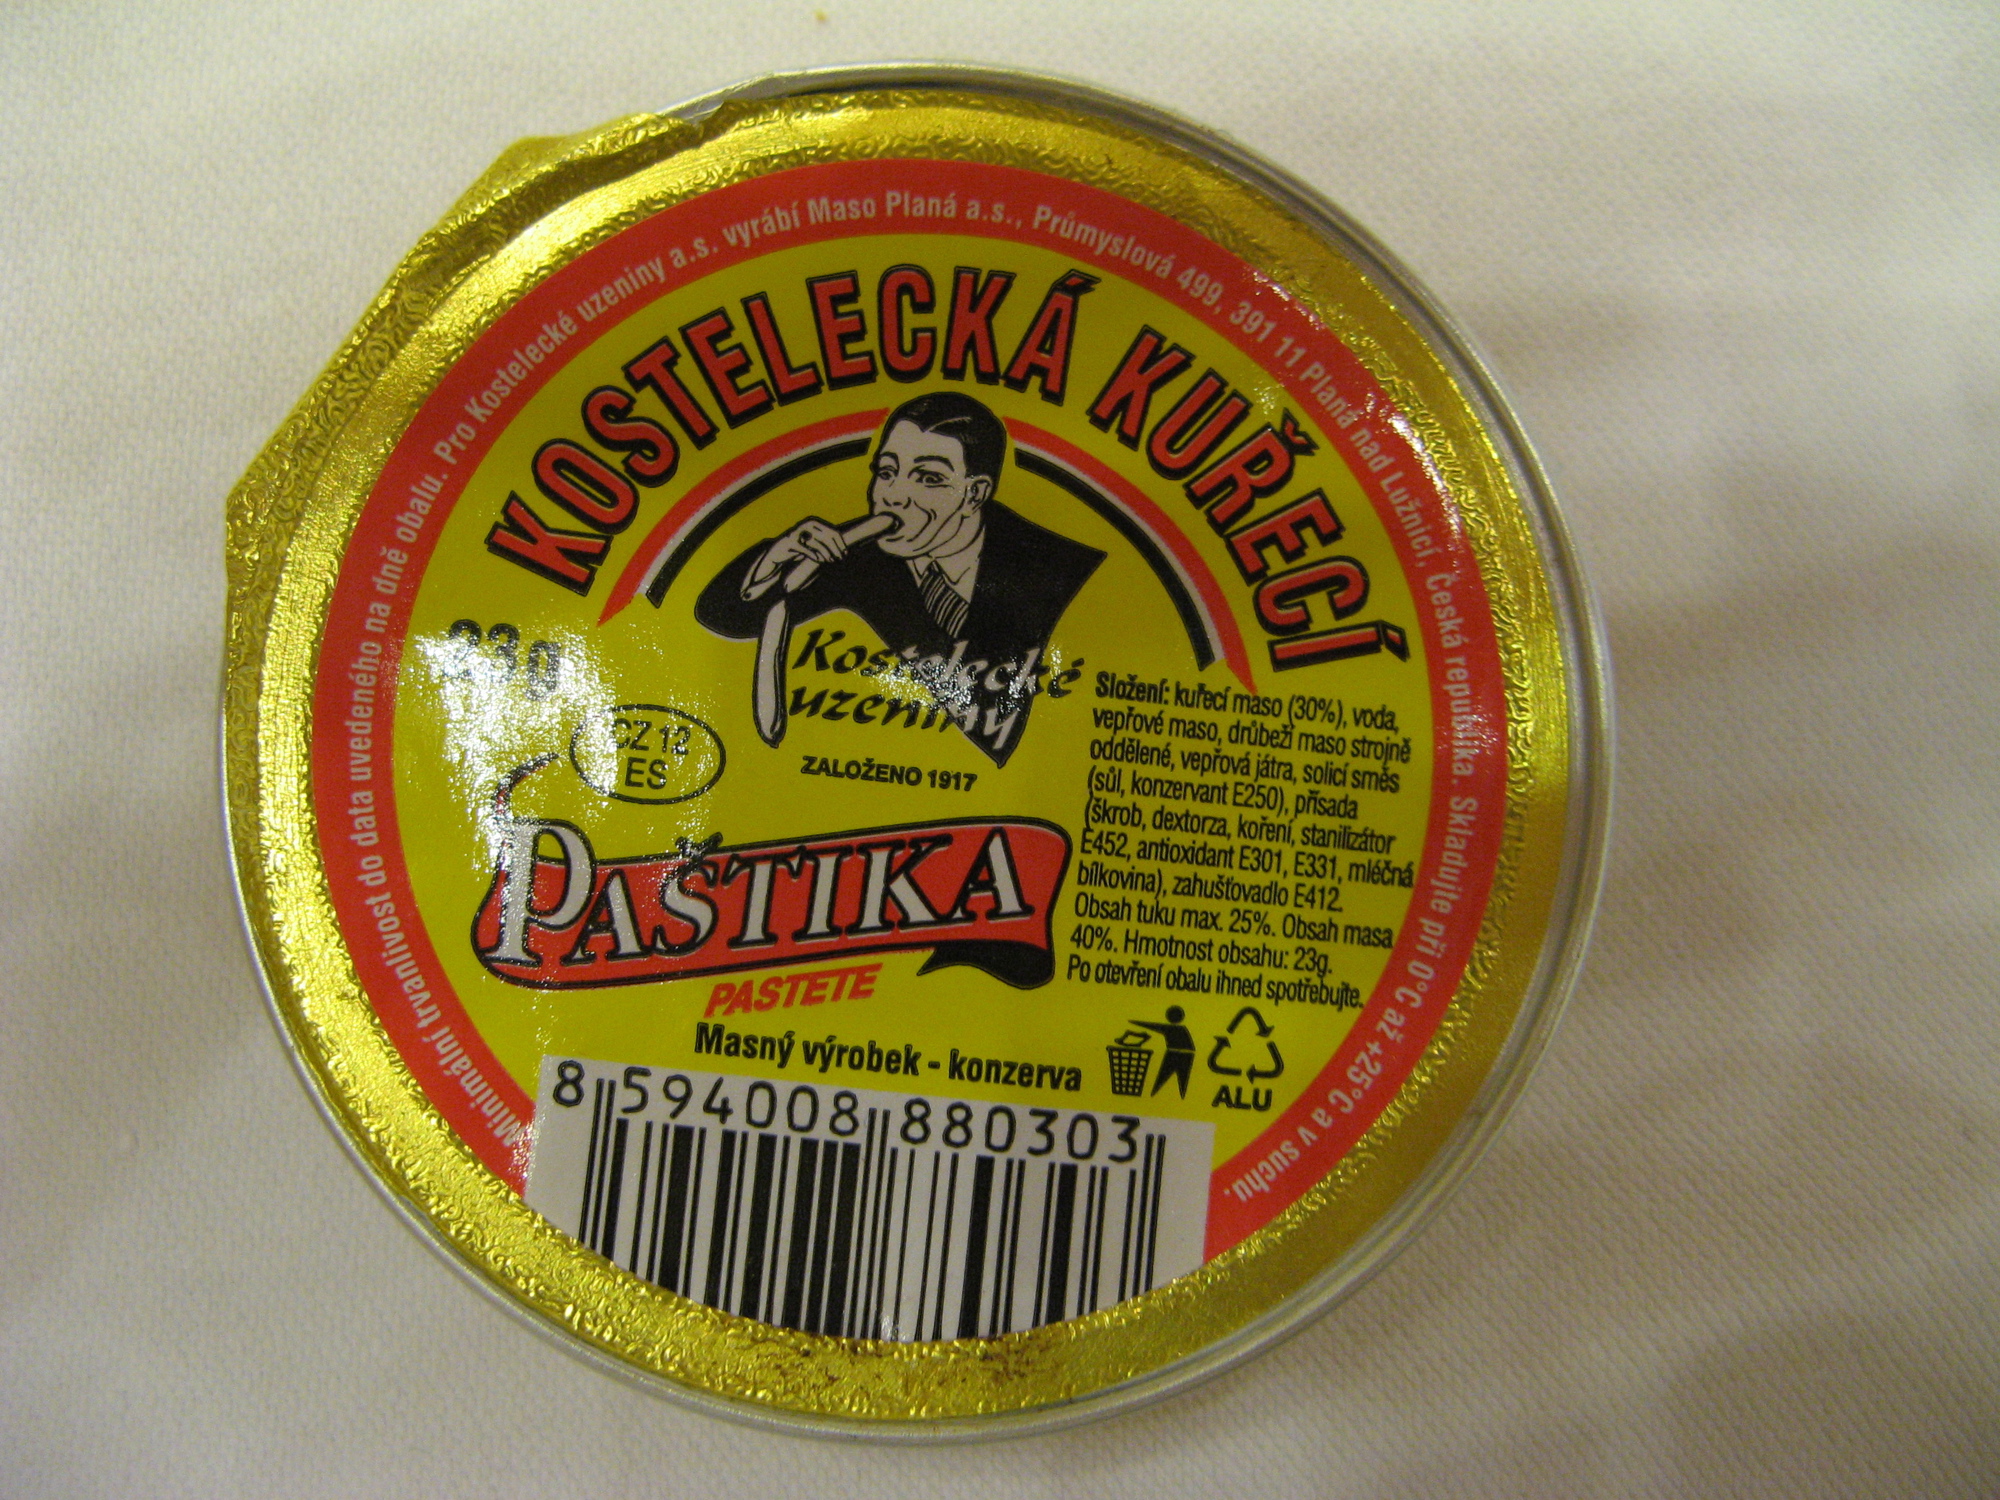 Minimální trvanlivost do data uvedeného na dně obalu. Pro Kostelecké uzeniny a.s. vyrábí Maso Planá a.s., Průmyslová 499, 391 11 Planá nad Lužnicí, Česká republika. Skladujte při 0°C až +25°C a v suchu.
KOSTELECKÁ KUŘECÍ
23g
CZ 12
ES
Kostelecké
uzeniny
ZALOŽENO 1917
PAŠTIKA
PASTETE
Složení: kuřecí maso (30%), voda,
vepřové maso, drůbeží maso strojně
oddělené, vepřová játra, solicí směs
(sůl, konzervant E250), přísada
(škrob, dextorza, koření, stanilizátor
E452, antioxidant E301, E331, mléčná
bílkovina), zahušťovadlo E412.
Obsah tuku max. 25%. Obsah masa
40%. Hmotnost obsahu: 23g.
Po otevření obalu ihned spotřebujte.
Masný výrobek - konzerva
ALU
8 594008 880303